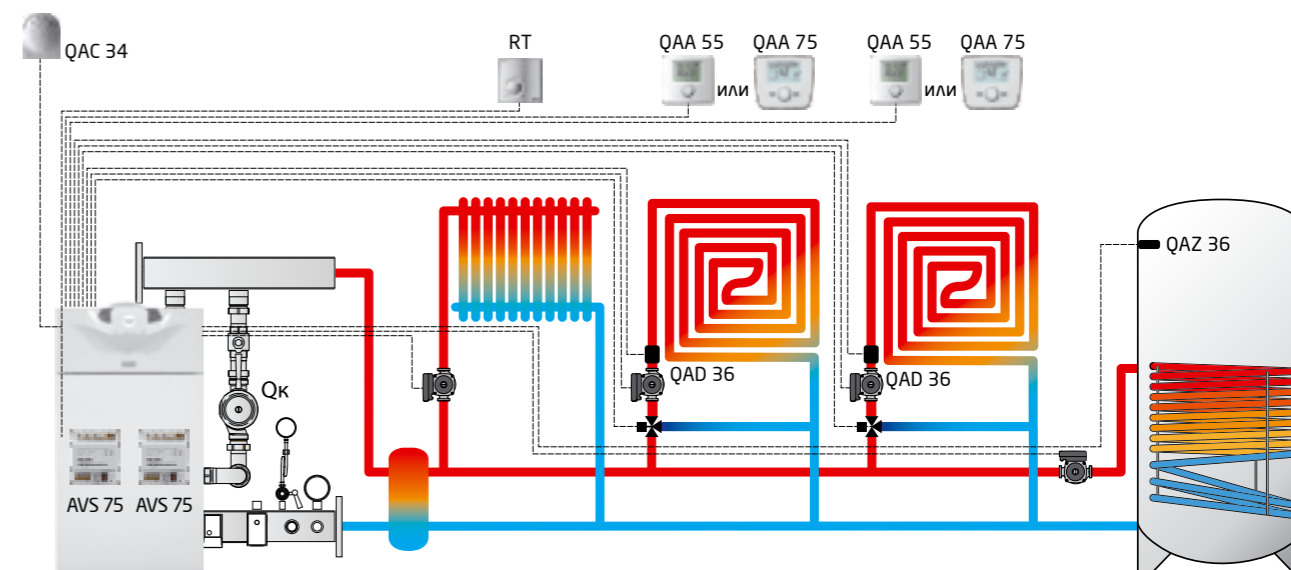 QAC 34
RT
QAA 55
QAA 75
QAA 55
QAA 75
или
или
QAZ 36
QAD 36
QAD 36
Qк
AVS 75
AVS 75